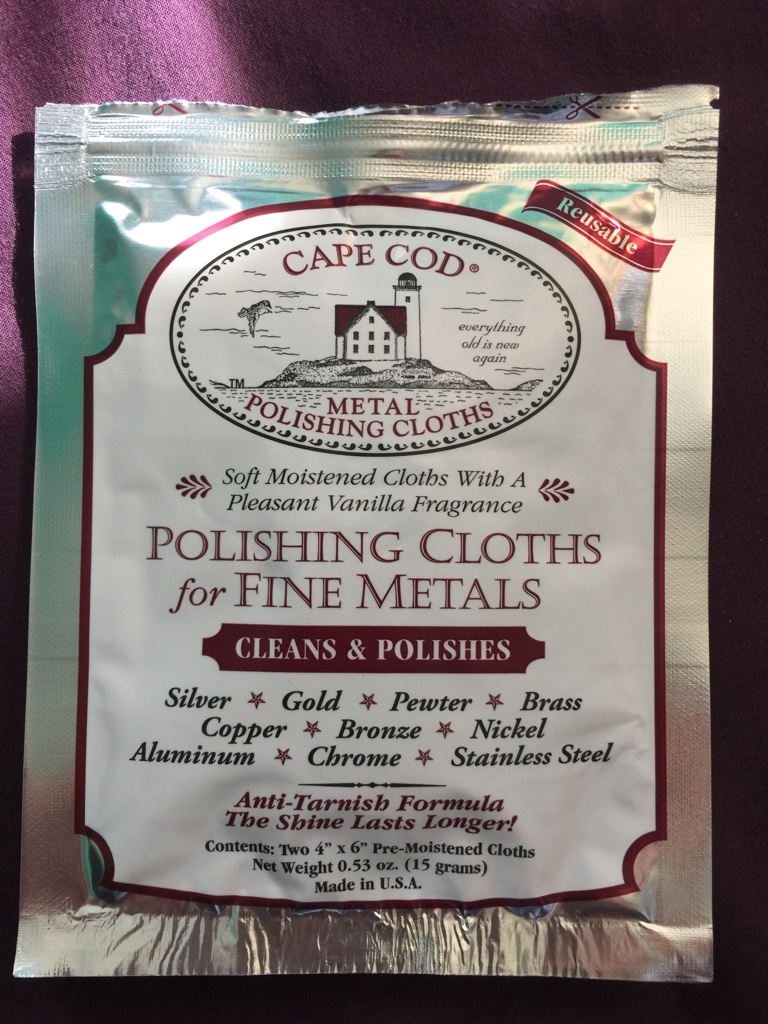 Reusable
CAPE COD®
everything
old is new
again
TM
METAL
POLISHING CLOTHS
Soft Moistened Cloths With A
Pleasant Vanilla Fragrance
POLISHING CLOTHS
for FINE METALS
CLEANS & POLISHES
Silver Gold Pewter Brass
Copper Bronze Nickel
Aluminum Chrome Stainless Steel
Anti-Tarnish Formula
The Shine Lasts Longer!
Contents: Two 4” x 6” Pre-Moistened Cloths
Net Weight 0.53 oz. (15 grams)
Made in U.S.A.